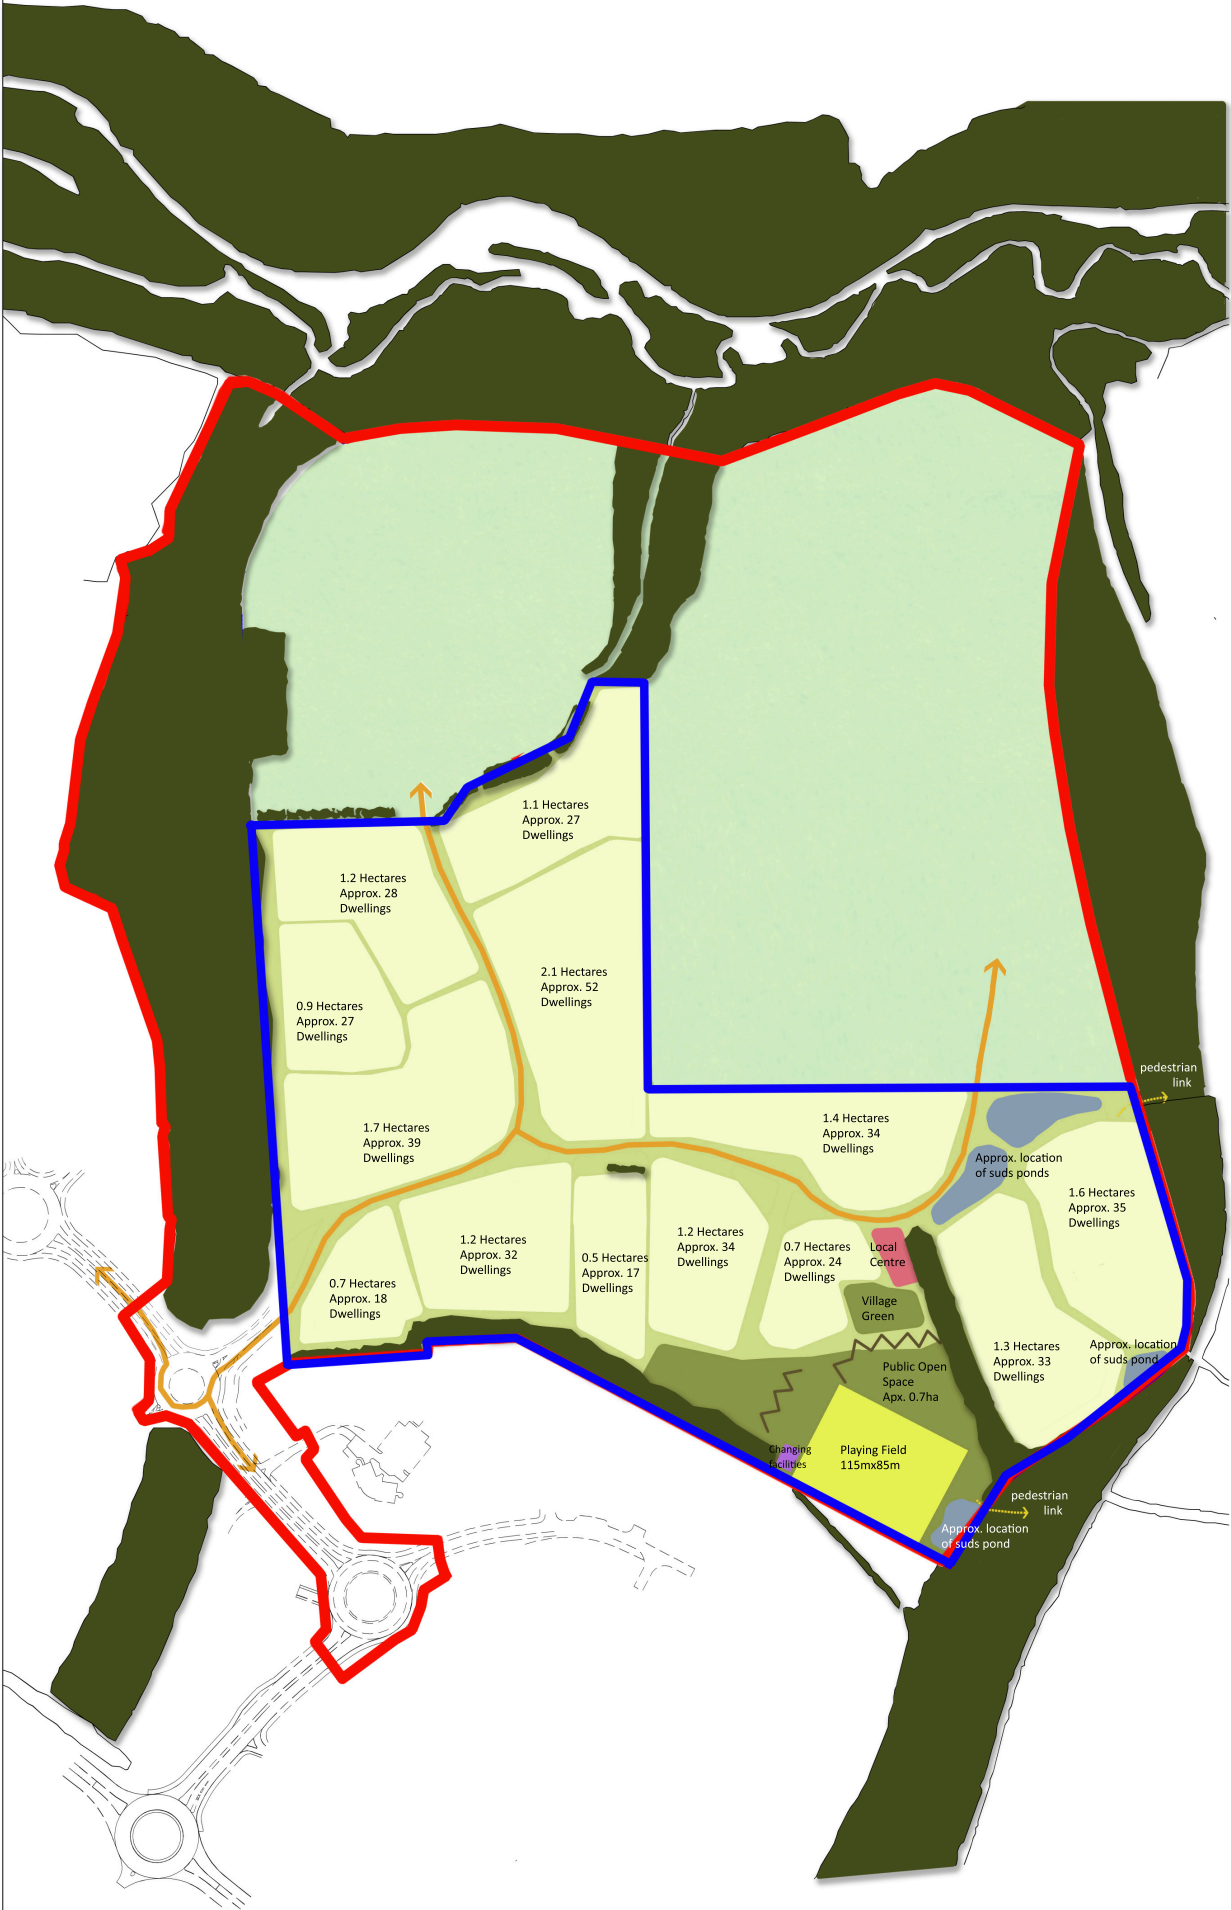 1.1 Hectares
Approx. 27
Dwellings
1.2 Hectares
Approx. 28
Dwellings
2.1 Hectares
Approx. 52
Dwellings
0.9 Hectares
Approx. 27
Dwellings
pedestrian
link
1.7 Hectares
Approx. 39
Dwellings
1.4 Hectares
Approx. 34
Dwellings
Approx. location
of suds ponds
1.6 Hectares
Approx. 35
Dwellings
1.2 Hectares
Approx. 32
Dwellings
0.5 Hectares
Approx. 17
Dwellings
1.2 Hectares
Approx. 34
Dwellings
0.7 Hectares
Approx. 24
Dwellings
Local
Centre
0.7 Hectares
Approx. 18
Dwellings
Village
Green
1.3 Hectares
Approx. 33
Dwellings
Approx. location
of suds pond
Public Open
Space
Apx. 0.7ha
Changing
facilities
Playing Field
115mx85m
pedestrian
link
Approx. location
of suds pond